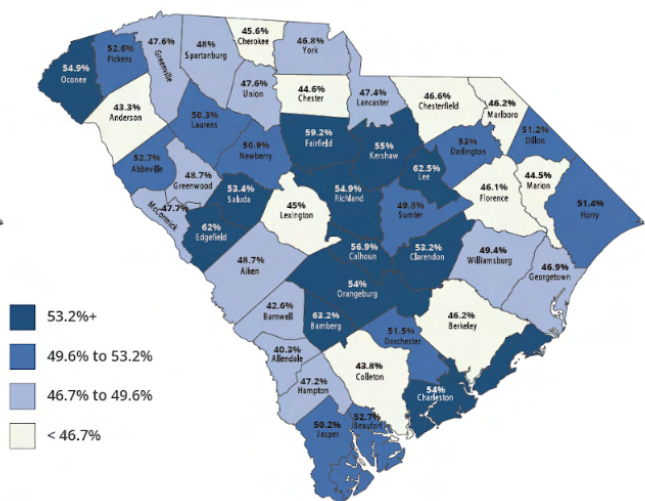 45.6%
Cherokee
46.8%
York
47.6%
Greenville
48%
Spartanburg
52.6%
Pickens
54.9%
Oconee
47.6%
Union
44.6%
Chester
47.4%
Lancaster
46.6%
Chesterfield
46.2%
Marlboro
43.3%
Anderson
50.3%
Laurens
51.2%
Dillon
59.2%
Fairfield
55%
Kershaw
53%
Darlington
50.9%
Newberry
52.7%
Abbeville
48.7%
Greenwood
62.5%
Lee
44.5%
Marion
46.1%
Florence
53.4%
Saluda
54.9%
Richland
49.8%
Sumter
51.4%
Horry
47.7%
McCormick
45%
Lexington
62%
Edgefield
56.9%
Calhoun
53.2%
Clarendon
49.4%
Williamsburg
48.7%
Aiken
46.9%
Georgetown
54%
Orangeburg
42.6%
Barnwell
63.2%
Bamberg
46.2%
Berkeley
51.5%
Dorchester
40.3%
Allendale
43.8%
Colleton
47.2%
Hampton
54%
Charleston
50.2%
Jasper
52.7%
Beaufort
53.2%+
49.6% to 53.2%
46.7% to 49.6%
< 46.7%